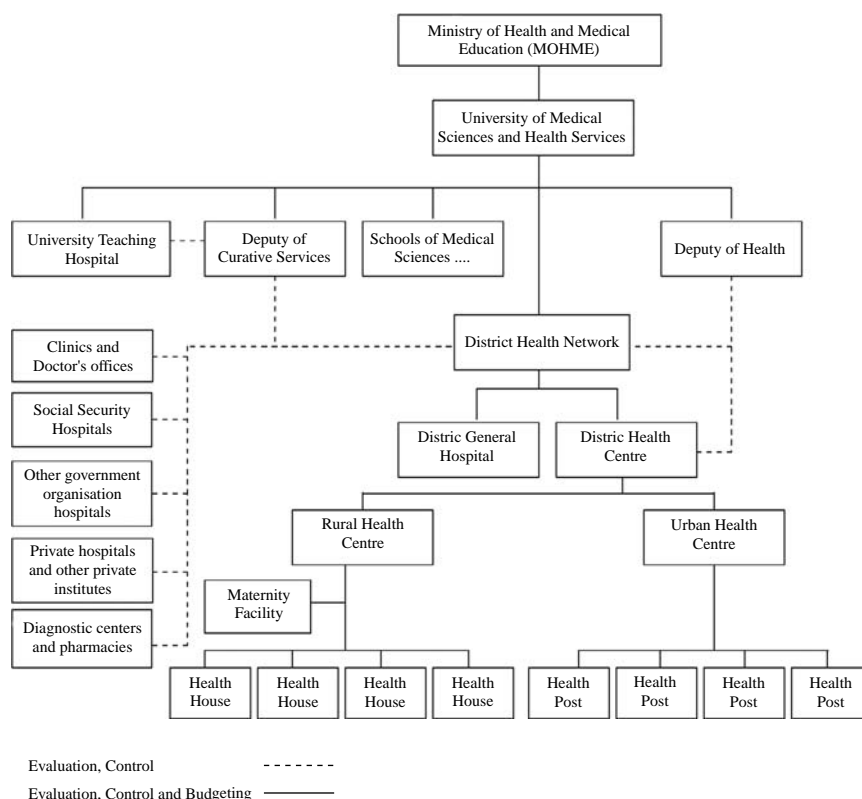 Ministry of Health and Medical
Education (MOHME)
University of Medical
Sciences and Health Services
University Teaching
Hospital
Deputy of
Curative Services
Schools of Medical
Sciences ....
Deputy of Health
District Health Network
Clinics and
Doctor's offices
Social Security
Hospitals
Other government
organisation
hospitals
Private hospitals
and other private
institutes
Diagnostic centers
and pharmacies
Distric General
Hospital
Distric Health
Centre
Rural Health
Centre
Urban Health
Centre
Maternity
Facility
Health
House
Health
House
Health
House
Health
House
Health
Post
Health
Post
Health
Post
Health
Post
Evaluation, Control
Evaluation, Control and Budgeting